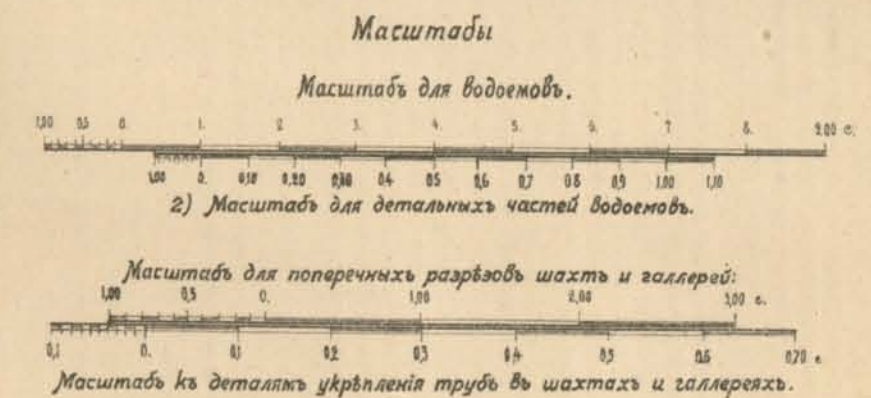 Масштабы
Масштабъ для водоемовъ.
1,00 0,5 0. 1. 2. 3. 4. 5. 6. 7. 8. 9,00 с.
1,00 0. 0,10 0,20 0,30 0,4 0,5 0,6 0,7 0,8 0,9 1,00 1,10
2) Масштабъ для детальныхъ частей водоемовъ.
Масштабъ для поперечныхъ разрѣзовъ шахтъ и галлерей:
1,00 0,5 0. 1,00 2,00 3,00 с.
0,1 0. 0,1 0,2 0,3 0,4 0,5 0,6 0,70 с
Масштабъ къ деталямъ укрѣпленія трубъ въ шахтахъ и галлереяхъ.